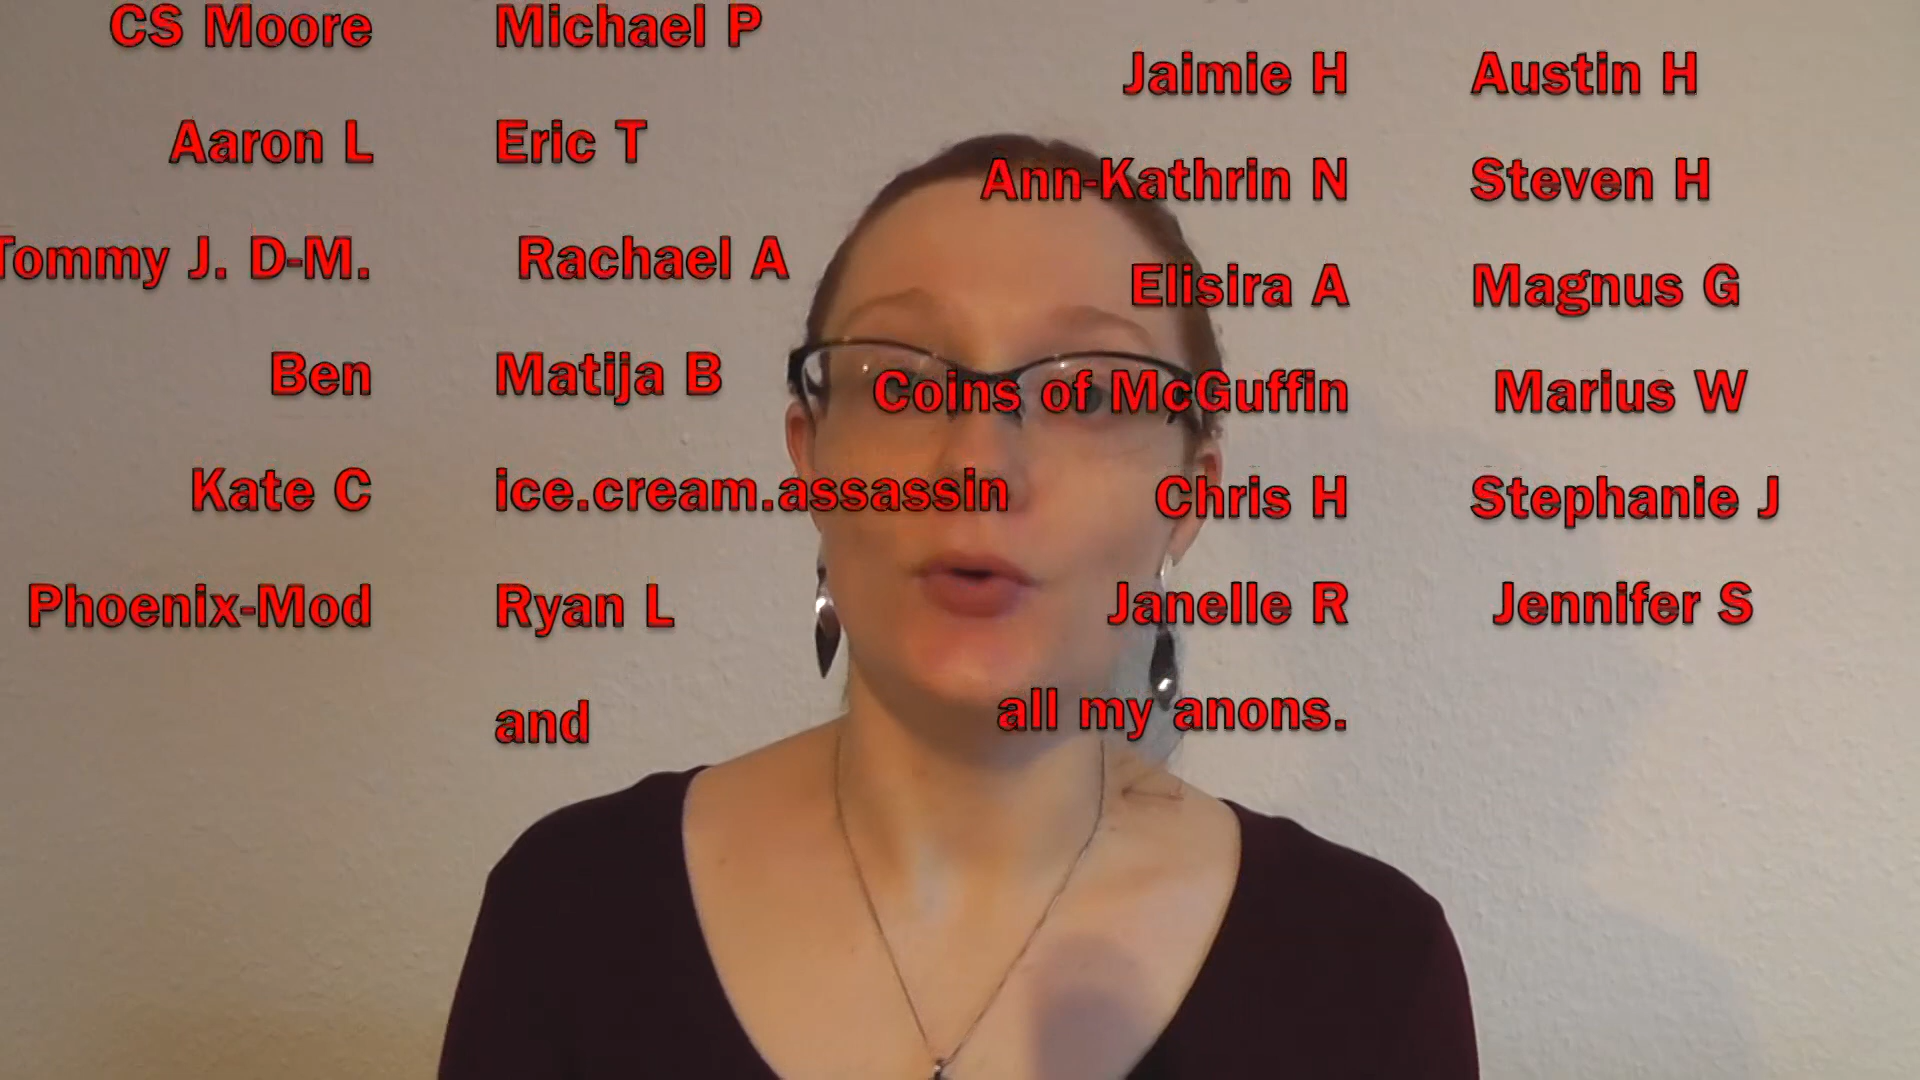 CS Moore Michael P
Jaimie H Austin H
Aaron L Eric T
Ann-Kathrin N Steven H
Tommy J. D-M. Rachael A
Elisira A Magnus G
Ben Matija B
Coins of McGuffin Marius W
Kate C ice.cream.assassin
Chris H Stephanie J
Phoenix-Mod Ryan L
Janelle R Jennifer S
and all my anons.